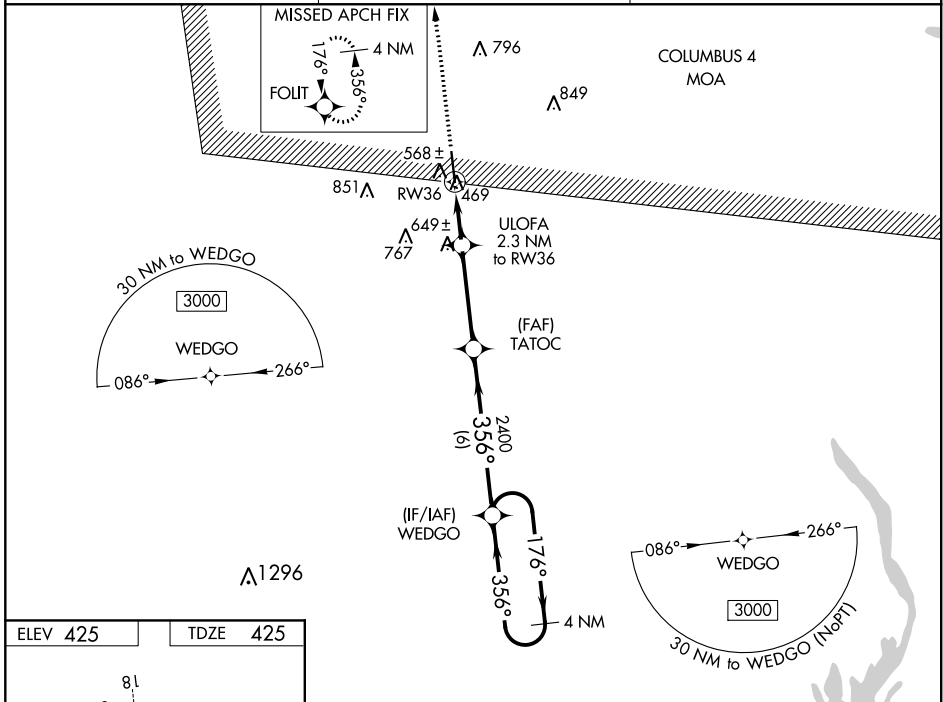 MISSED APCH FIX
4 NM
176°
356°
FOLIT
796
COLUMBUS 4
MOA
849
568 ±
851
RW36
469
649 ±
767
ULOFA
2.3 NM
to RW36
30 NM to WEDGO
3000
WEDGO
086°
266°
(FAF)
TATOC
2400
356°
(6)
(IF/IAF)
WEDGO
176°
356°
4 NM
1296
086°
266°
WEDGO
3000
30 NM to WEDGO (NoPT)
ELEV 425
TDZE 425
18